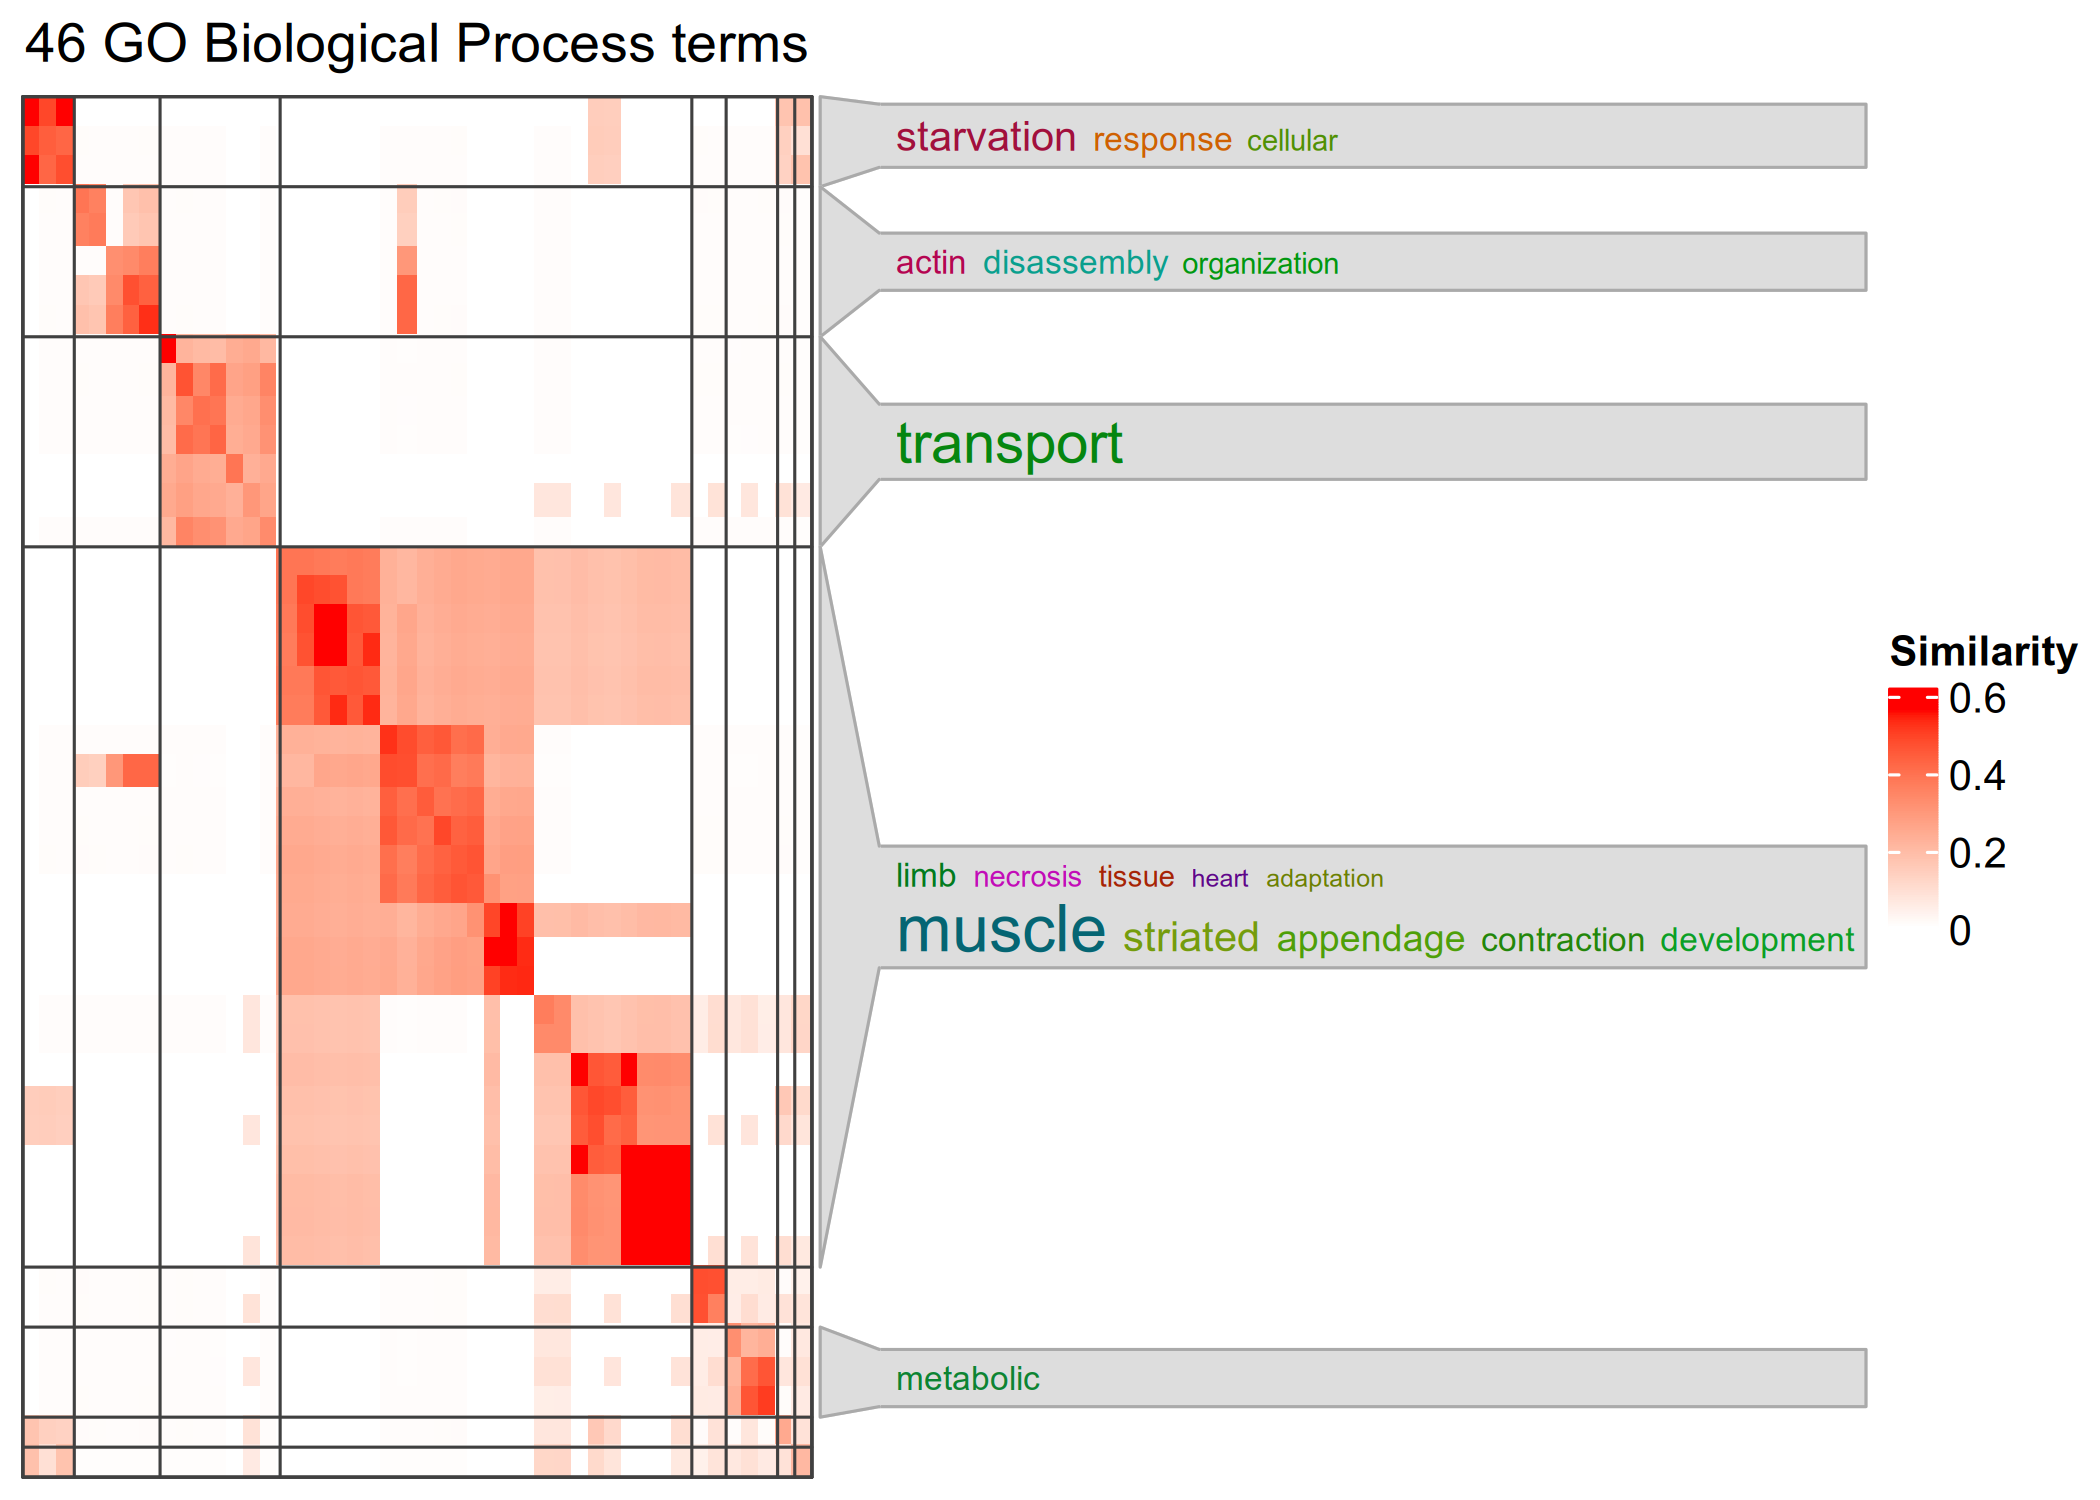 46 GO Biological Process terms
starvation response cellular
actin disassembly organization
transport
limb necrosis tissue heart adaptation
muscle striated appendage contraction development
metabolic
Similarity
0.6
0.4
0.2
0